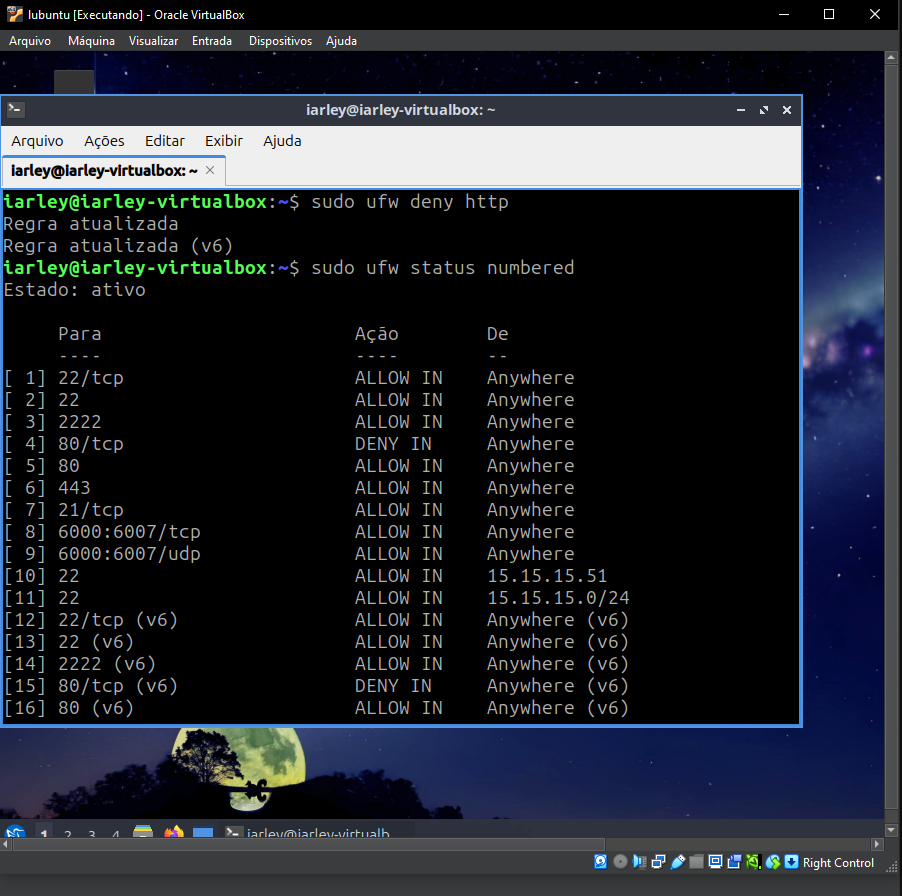 lubuntu [Executando] - Oracle VirtualBox
Arquivo Máquina Visualizar Entrada Dispositivos Ajuda
iarley@iarley-virtualbox: ~
Arquivo Ações Editar Exibir Ajuda
iarley@iarley-virtualbox: ~ ×
iarley@iarley-virtualbox:~$ sudo ufw deny http
Regra atualizada
Regra atualizada (v6)
iarley@iarley-virtualbox:~$ sudo ufw status numbered
Estado: ativo
Para Ação De
---- ---- --
[ 1] 22/tcp ALLOW IN Anywhere
[ 2] 22 ALLOW IN Anywhere
[ 3] 2222 ALLOW IN Anywhere
[ 4] 80/tcp DENY IN Anywhere
[ 5] 80 ALLOW IN Anywhere
[ 6] 443 ALLOW IN Anywhere
[ 7] 21/tcp ALLOW IN Anywhere
[ 8] 6000:6007/tcp ALLOW IN Anywhere
[ 9] 6000:6007/udp ALLOW IN Anywhere
[10] 22 ALLOW IN 15.15.15.51
[11] 22 ALLOW IN 15.15.15.0/24
[12] 22/tcp (v6) ALLOW IN Anywhere (v6)
[13] 22 (v6) ALLOW IN Anywhere (v6)
[14] 2222 (v6) ALLOW IN Anywhere (v6)
[15] 80/tcp (v6) DENY IN Anywhere (v6)
[16] 80 (v6) ALLOW IN Anywhere (v6)
1 2 3 4 iarley@iarley-virtualb
Right Control